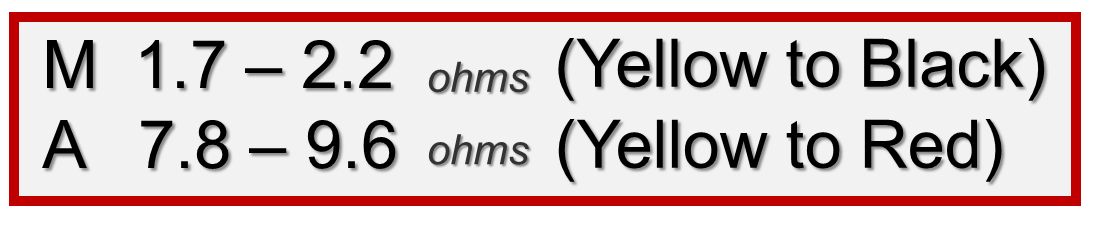 M 1.7 – 2.2 ohms (Yellow to Black)
A 7.8 – 9.6 ohms (Yellow to Red)